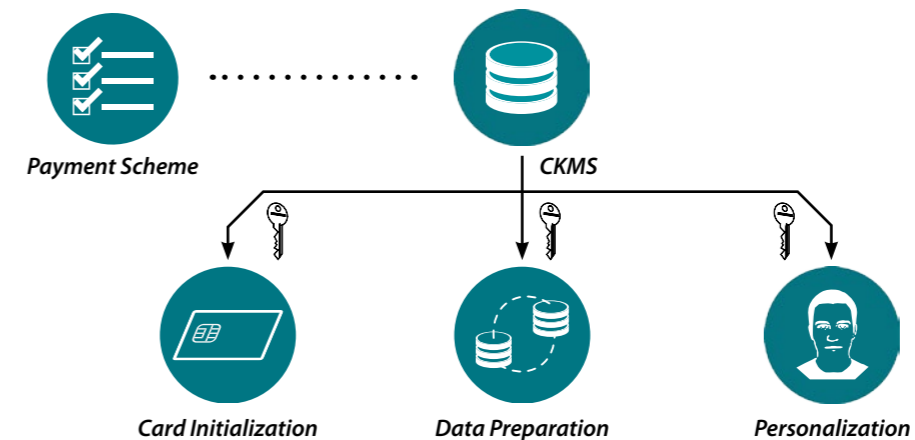 Payment Scheme
CKMS
Card Initialization
Data Preparation
Personalization